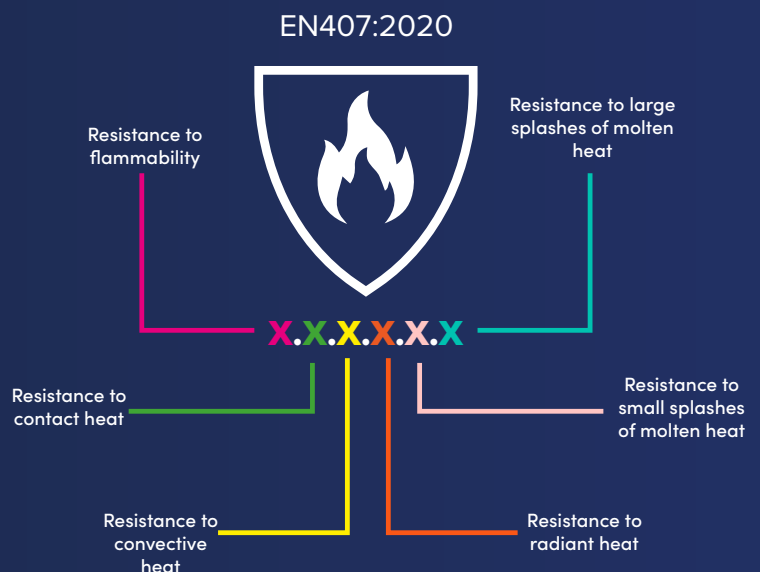 EN407:2020
Resistance to
flammability
Resistance to large
splashes of molten
heat
X.X.X.X.X.X
Resistance to
contact heat
Resistance to
small splashes
of molten heat
Resistance to
convective
heat
Resistance to
radiant heat